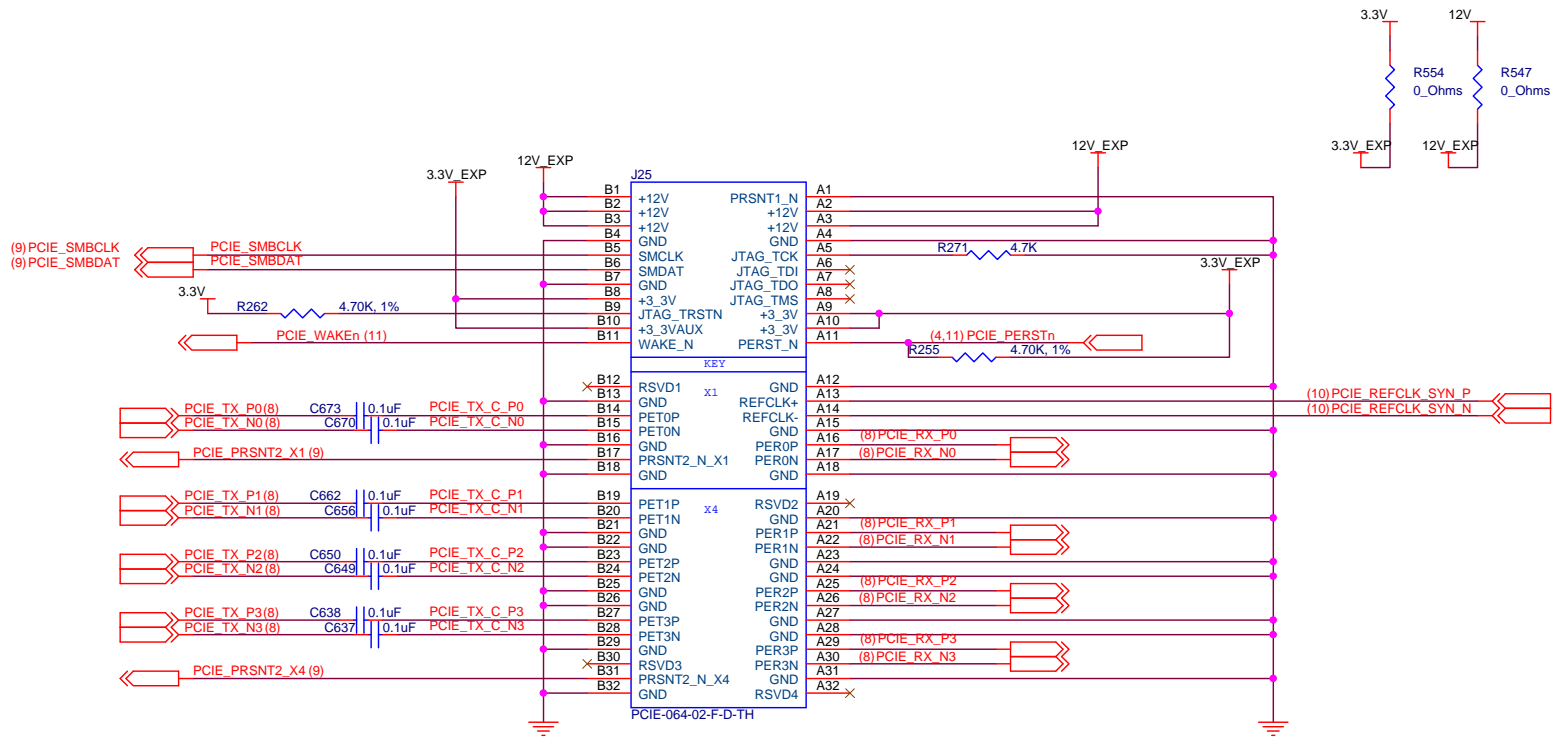 3.3V 12V
R554 R547
0_Ohms 0_Ohms
3.3V_EXP 12V_EXP
12V_EXP 12V_EXP
3.3V_EXP
J25
B1 +12V PRSNT1_N A1
B2 +12V +12V A2
B3 +12V +12V A3
B4 GND GND A4
(9)PCIE_SMBCLK PCIE_SMBCLK B5 SMCLK JTAG_TCK A5 R271 4.7K
(9)PCIE_SMBDAT PCIE_SMBDAT B6 SMDAT JTAG_TDI A6
3.3V_EXP
B7 GND JTAG_TDO A7
3.3V B8 +3_3V JTAG_TMS A8
R262 4.70K, 1% B9 JTAG_TRSTN +3_3V A9
B10 +3_3VAUX +3_3V A10
PCIE_WAKEn (11) B11 WAKE_N PERST_N A11 (4,11)PCIE_PERSTn
R255 4.70K, 1%
KEY
B12 RSVD1 X1 GND A12
B13 GND REFCLK+ A13 (10)PCIE_REFCLK_SYN_P
PCIE_TX_P0(8) C673 0.1uF PCIE_TX_C_P0 B14 PET0P REFCLK- A14 (10)PCIE_REFCLK_SYN_N
PCIE_TX_N0(8) C670 0.1uF PCIE_TX_C_N0 B15 PET0N GND A15
B16 GND PER0P A16 (8)PCIE_RX_P0
PCIE_PRSNT2_X1(9) B17 PRSNT2_N_X1 PER0N A17 (8)PCIE_RX_N0
B18 GND GND A18
PCIE_TX_P1(8) C662 0.1uF PCIE_TX_C_P1 B19 PET1P X4 RSVD2 A19
PCIE_TX_N1(8) C656 0.1uF PCIE_TX_C_N1 B20 PET1N GND A20
B21 GND PER1P A21 (8)PCIE_RX_P1
B22 GND PER1N A22 (8)PCIE_RX_N1
PCIE_TX_P2(8) C650 0.1uF PCIE_TX_C_P2 B23 PET2P GND A23
PCIE_TX_N2(8) C649 0.1uF PCIE_TX_C_N2 B24 PET2N GND A24
B25 GND PER2P A25 (8)PCIE_RX_P2
B26 GND PER2N A26 (8)PCIE_RX_N2
PCIE_TX_P3(8) C638 0.1uF PCIE_TX_C_P3 B27 PET3P GND A27
PCIE_TX_N3(8) C637 0.1uF PCIE_TX_C_N3 B28 PET3N GND A28
B29 GND PER3P A29 (8)PCIE_RX_P3
B30 RSVD3 PER3N A30 (8)PCIE_RX_N3
PCIE_PRSNT2_X4(9) B31 PRSNT2_N_X4 GND A31
B32 GND RSVD4 A32
PCIE-064-02-F-D-TH